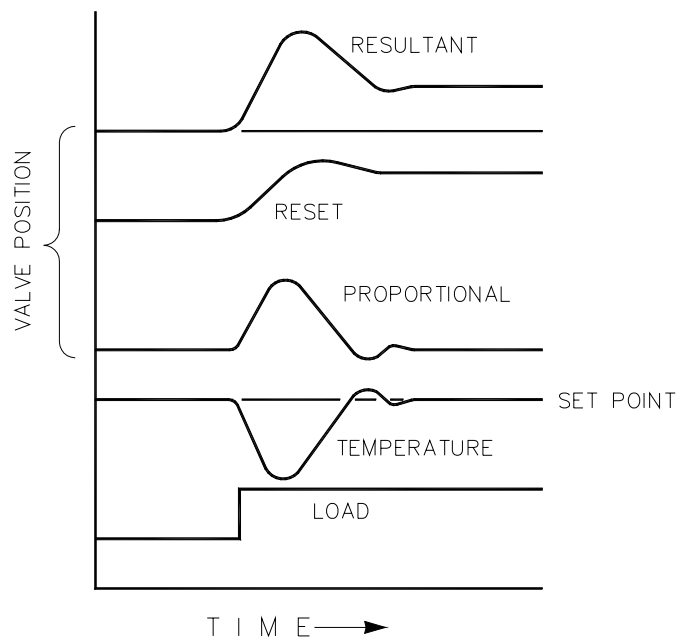 RESULTANT
RESET
VALVE POSITION
PROPORTIONAL
SET POINT
TEMPERATURE
LOAD
TIME